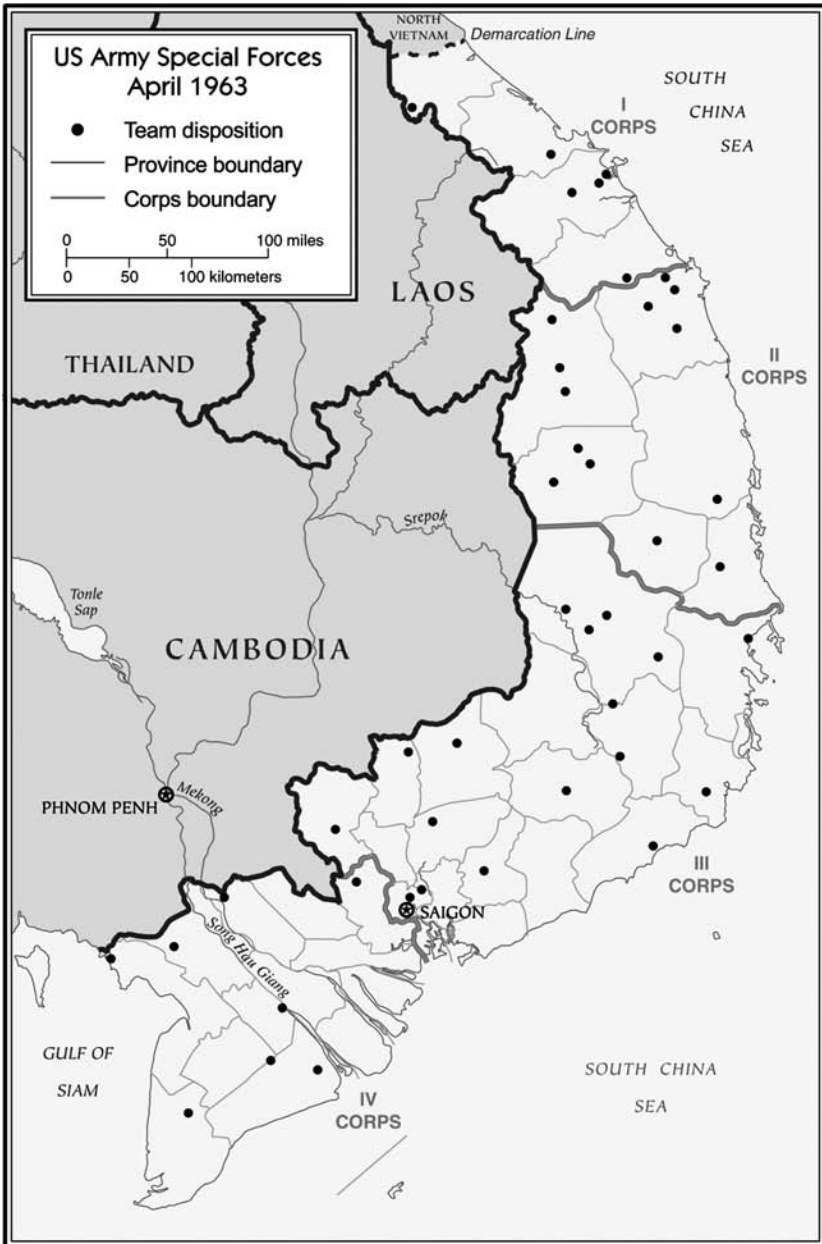 US Army Special Forces
April 1963
Team disposition
Province boundary
Corps boundary
0 50 100 miles
0 50 100 kilometers
NORTH
VIETNAM
Demarcation Line
SOUTH
CHINA
SEA
I
CORPS
LAOS
THAILAND
II
CORPS
Srepok
Tonle
Sap
CAMBODIA
PHNOM PENH
Mekong
III
CORPS
SAIGON
Song Hau Giang
GULF OF
SIAM
SOUTH CHINA
SEA
IV
CORPS